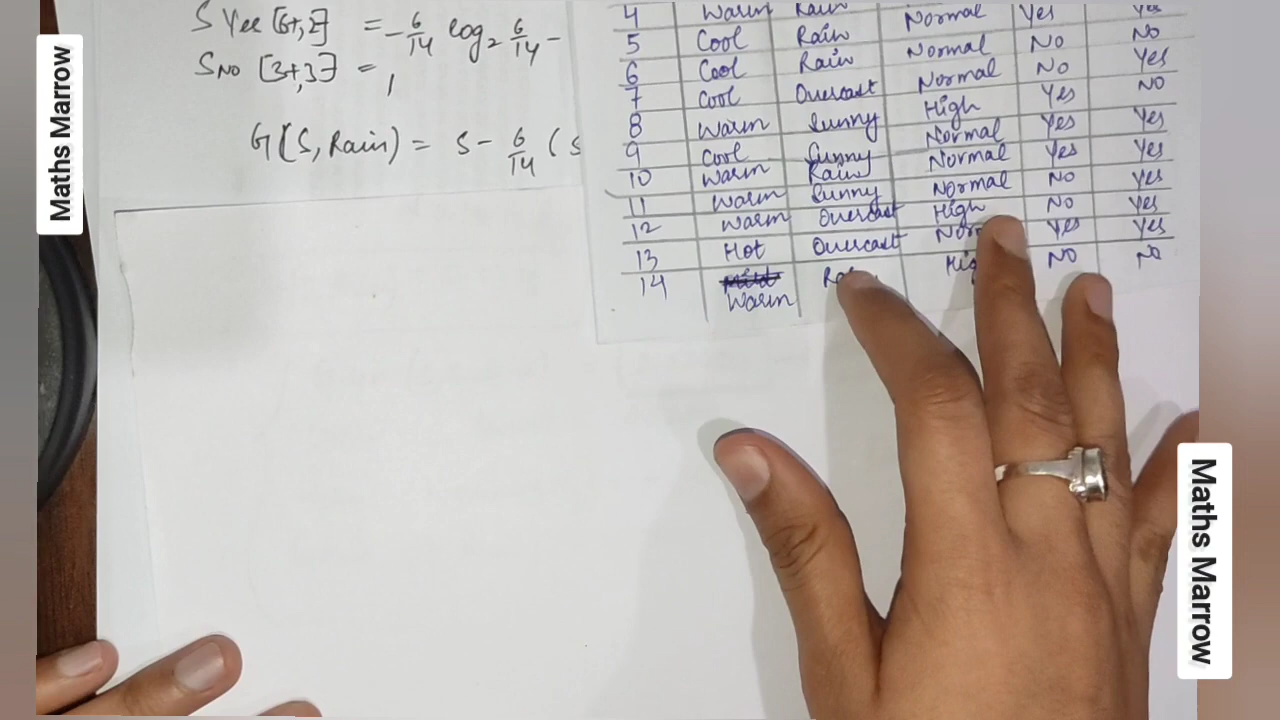 S Yes [6+, 2] = - 6/14 log2 6/14 -
S No [3+, 3] = 1
G(S, Rain) = S - 6/14 (S
4 Warm Rain Normal Yes Yes
5 Cool Rain Normal No No
6 Cool Rain Normal No Yes
7 Cool Overcast High Yes No
8 Warm Sunny Normal Yes Yes
9 Cool Sunny Normal Yes Yes
10 Warm Rain Normal No Yes
11 Warm Sunny High No Yes
12 Warm Overcast Yes Yes
13 Hot Overcast No No
14 Warm
Maths Marrow
Maths Marrow